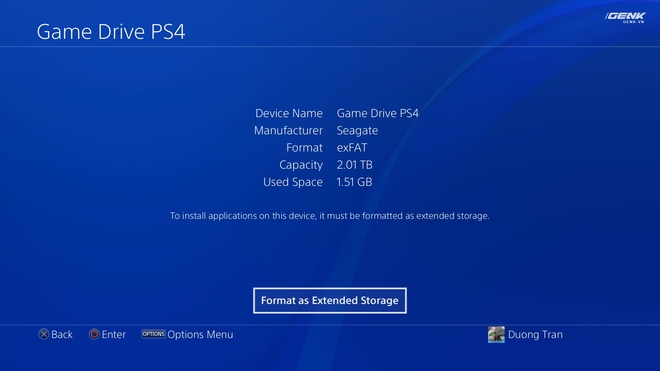 Game Drive PS4
GENK
GENK.VN
Device Name Game Drive PS4
Manufacturer Seagate
Format exFAT
Capacity 2.01 TB
Used Space 1.51 GB
To install applications on this device, it must be formatted as extended storage.
Format as Extended Storage
Back Enter OPTIONS Options Menu Duong Tran